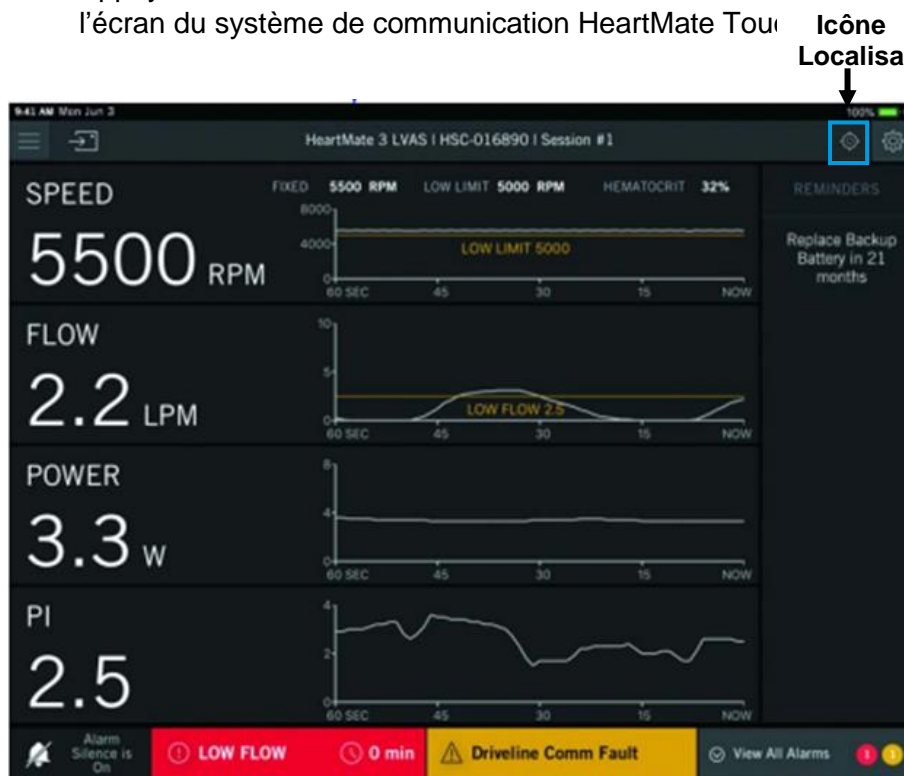 l'écran du système de communication HeartMate
Icône
Localisa
9:41 AM Mon Jun 3
100%
HeartMate 3 LVAS | HSC-016890 | Session #1
SPEED
5500 RPM
FIXED 5500 RPM LOW LIMIT 5000 RPM HEMATOCRIT 32%
8000
4000
LOW LIMIT 5000
0
60 SEC 45 30 15 NOW
REMINDERS
Replace Backup
Battery in 21
months
FLOW
2.2 LPM
10
5
LOW FLOW 2.5
0
60 SEC 45 30 15 NOW
POWER
3.3 W
8
4
0
60 SEC 45 30 15 NOW
PI
2.5
4
2
0
60 SEC 45 30 15 NOW
Alarm
Silence is
On
LOW FLOW 0 min
Driveline Comm Fault
View All Alarms 1 1